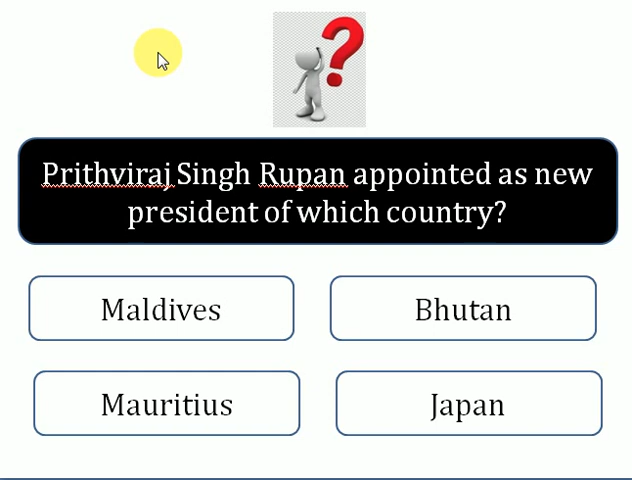 Prithviraj Singh Rupan appointed as new
president of which country?
Maldives
Bhutan
Mauritius
Japan